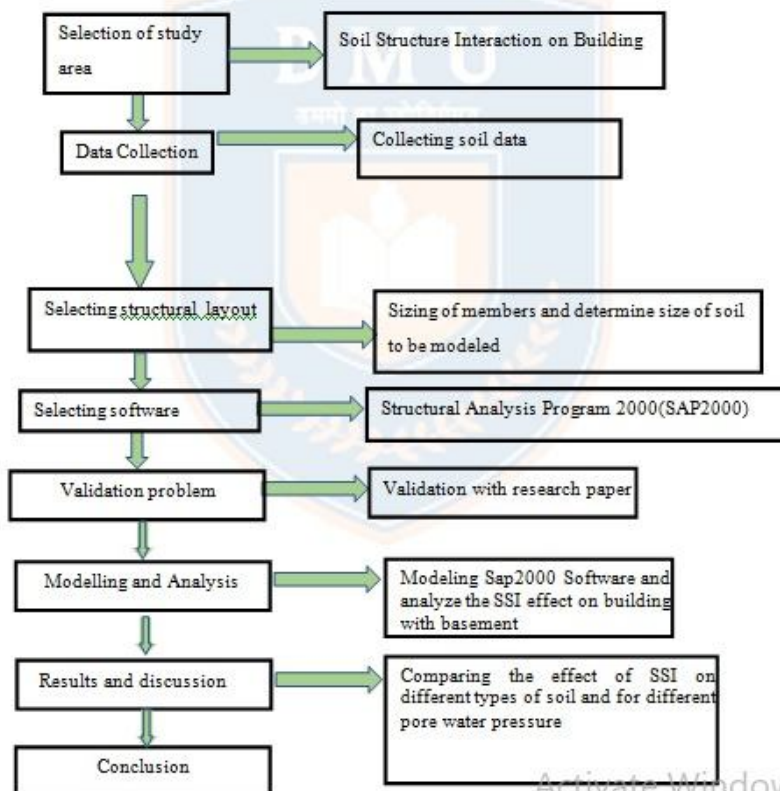 Selection of study
area
Soil Structure Interaction on Building
DMU
Data Collection
Collecting soil data
Selecting structural layout
Sizing of members and determine size of soil
to be modeled
Selecting software
Structural Analysis Program 2000(SAP2000)
Validation problem
Validation with research paper
Modelling and Analysis
Modeling Sap2000 Software and
analyze the SSI effect on building
with basement
Results and discussion
Comparing the effect of SSI on
different types of soil and for different
pore water pressure
Conclusion
Activate Window